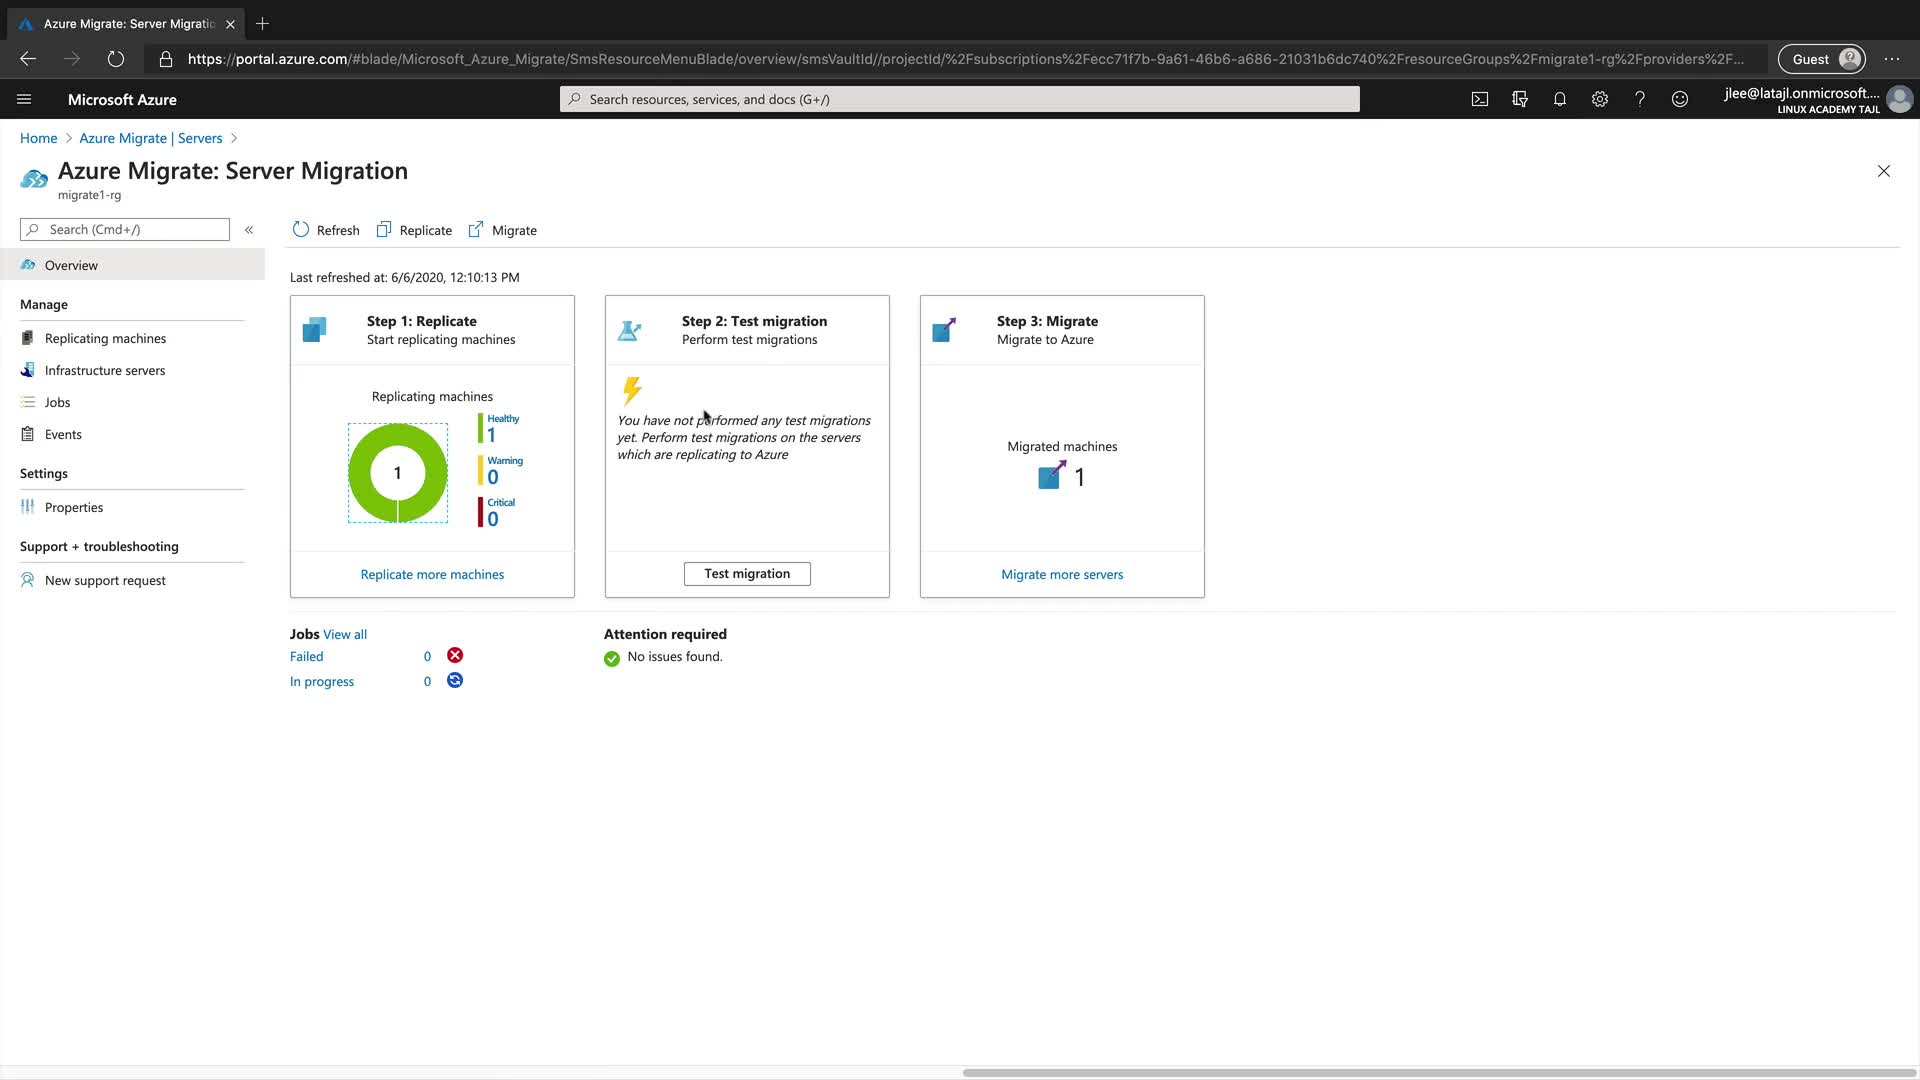 Azure Migrate: Server Migratio
https://portal.azure.com/#blade/Microsoft_Azure_Migrate/SmsResourceMenuBlade/overview/smsVaultId//projectId/%2Fsubscriptions%2Fecc71f7b-9a61-46b6-a686-21031b6dc740%2FresourceGroups%2Fmigrate1-rg%2Fproviders%2F...
Guest
Microsoft Azure
Search resources, services, and docs (G+/)
jlee@latajl.onmicrosoft....
LINUX ACADEMY TAJL
Home > Azure Migrate | Servers >
Azure Migrate: Server Migration
migrate1-rg
Search (Cmd+/)
«
Refresh
Replicate
Migrate
Overview
Manage
Replicating machines
Infrastructure servers
Jobs
Events
Settings
Properties
Support + troubleshooting
New support request
Last refreshed at: 6/6/2020, 12:10:13 PM
Step 1: Replicate
Start replicating machines
Replicating machines
1
Healthy
1
Warning
0
Critical
0
Replicate more machines
Step 2: Test migration
Perform test migrations
You have not performed any test migrations
yet. Perform test migrations on the servers
which are replicating to Azure
Test migration
Step 3: Migrate
Migrate to Azure
Migrated machines
1
Migrate more servers
Jobs View all
Failed 0
In progress 0
Attention required
No issues found.